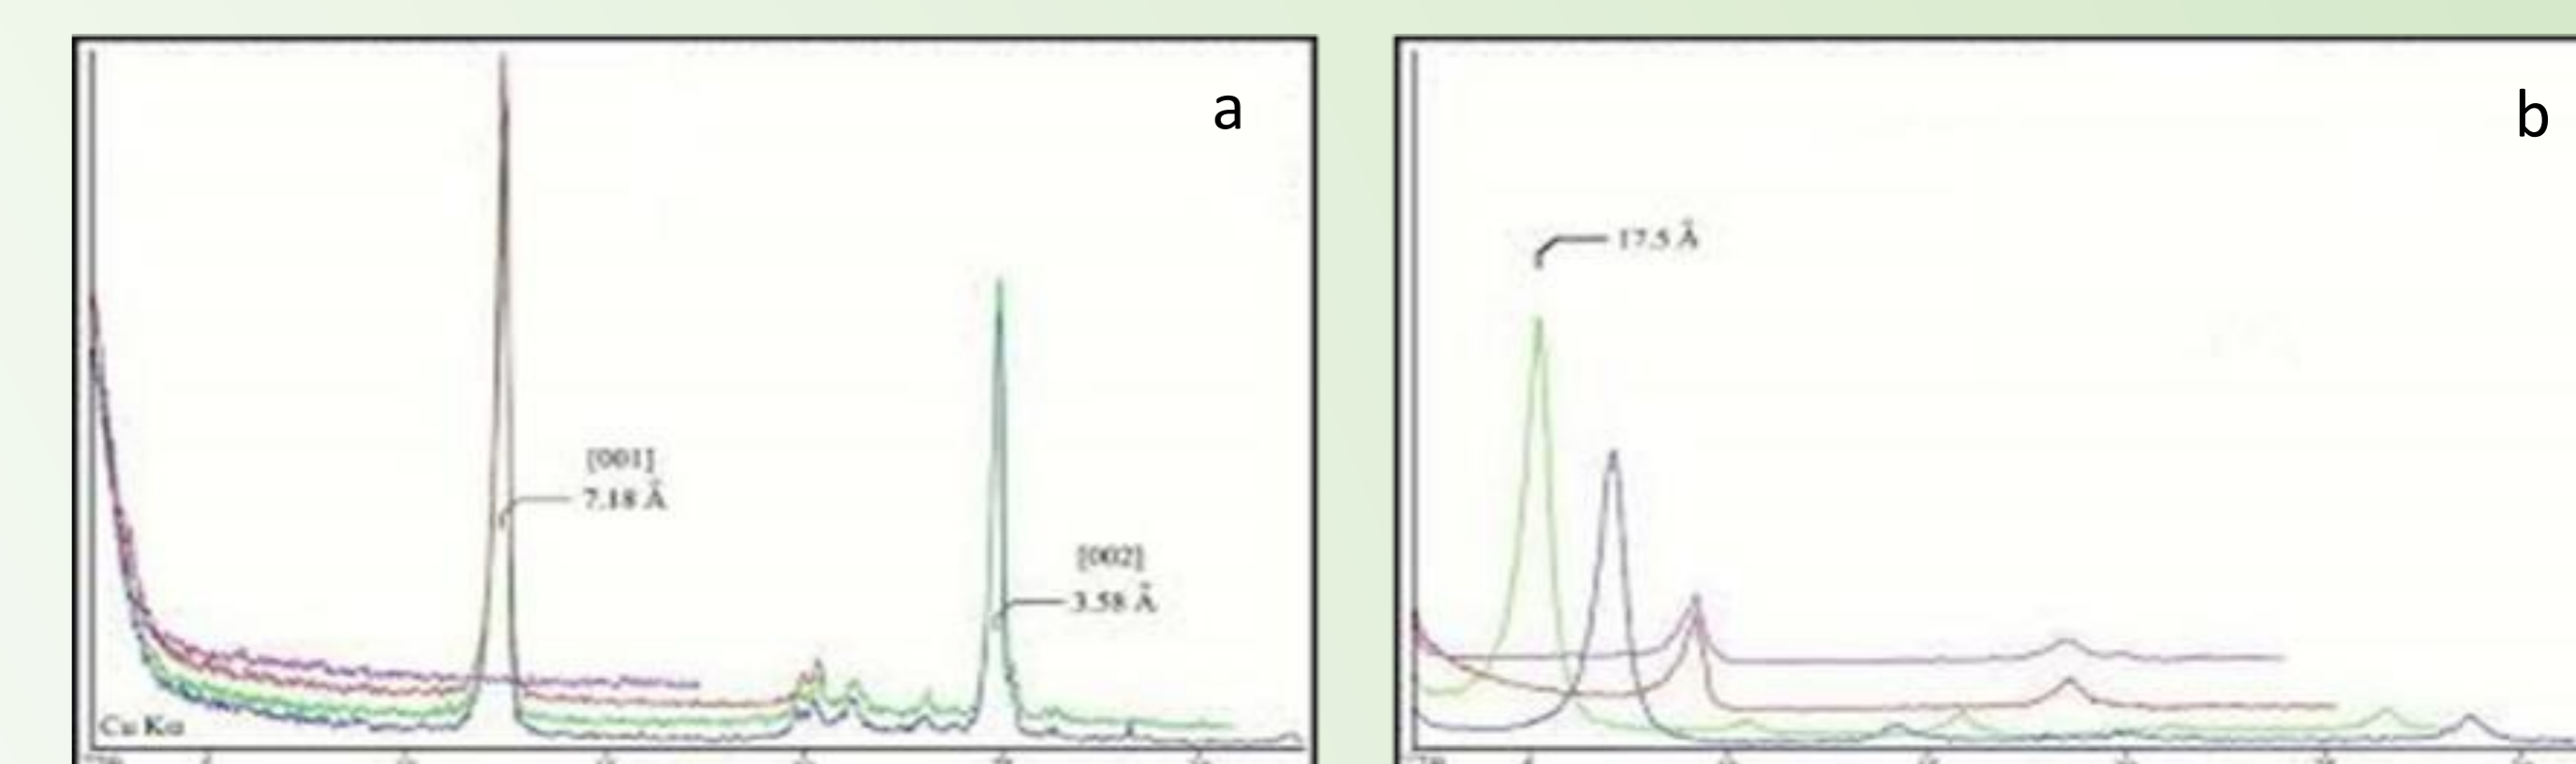 a
[001]
7.18 Å
[002]
3.58 Å
Cu Kα
b
17.5 Å